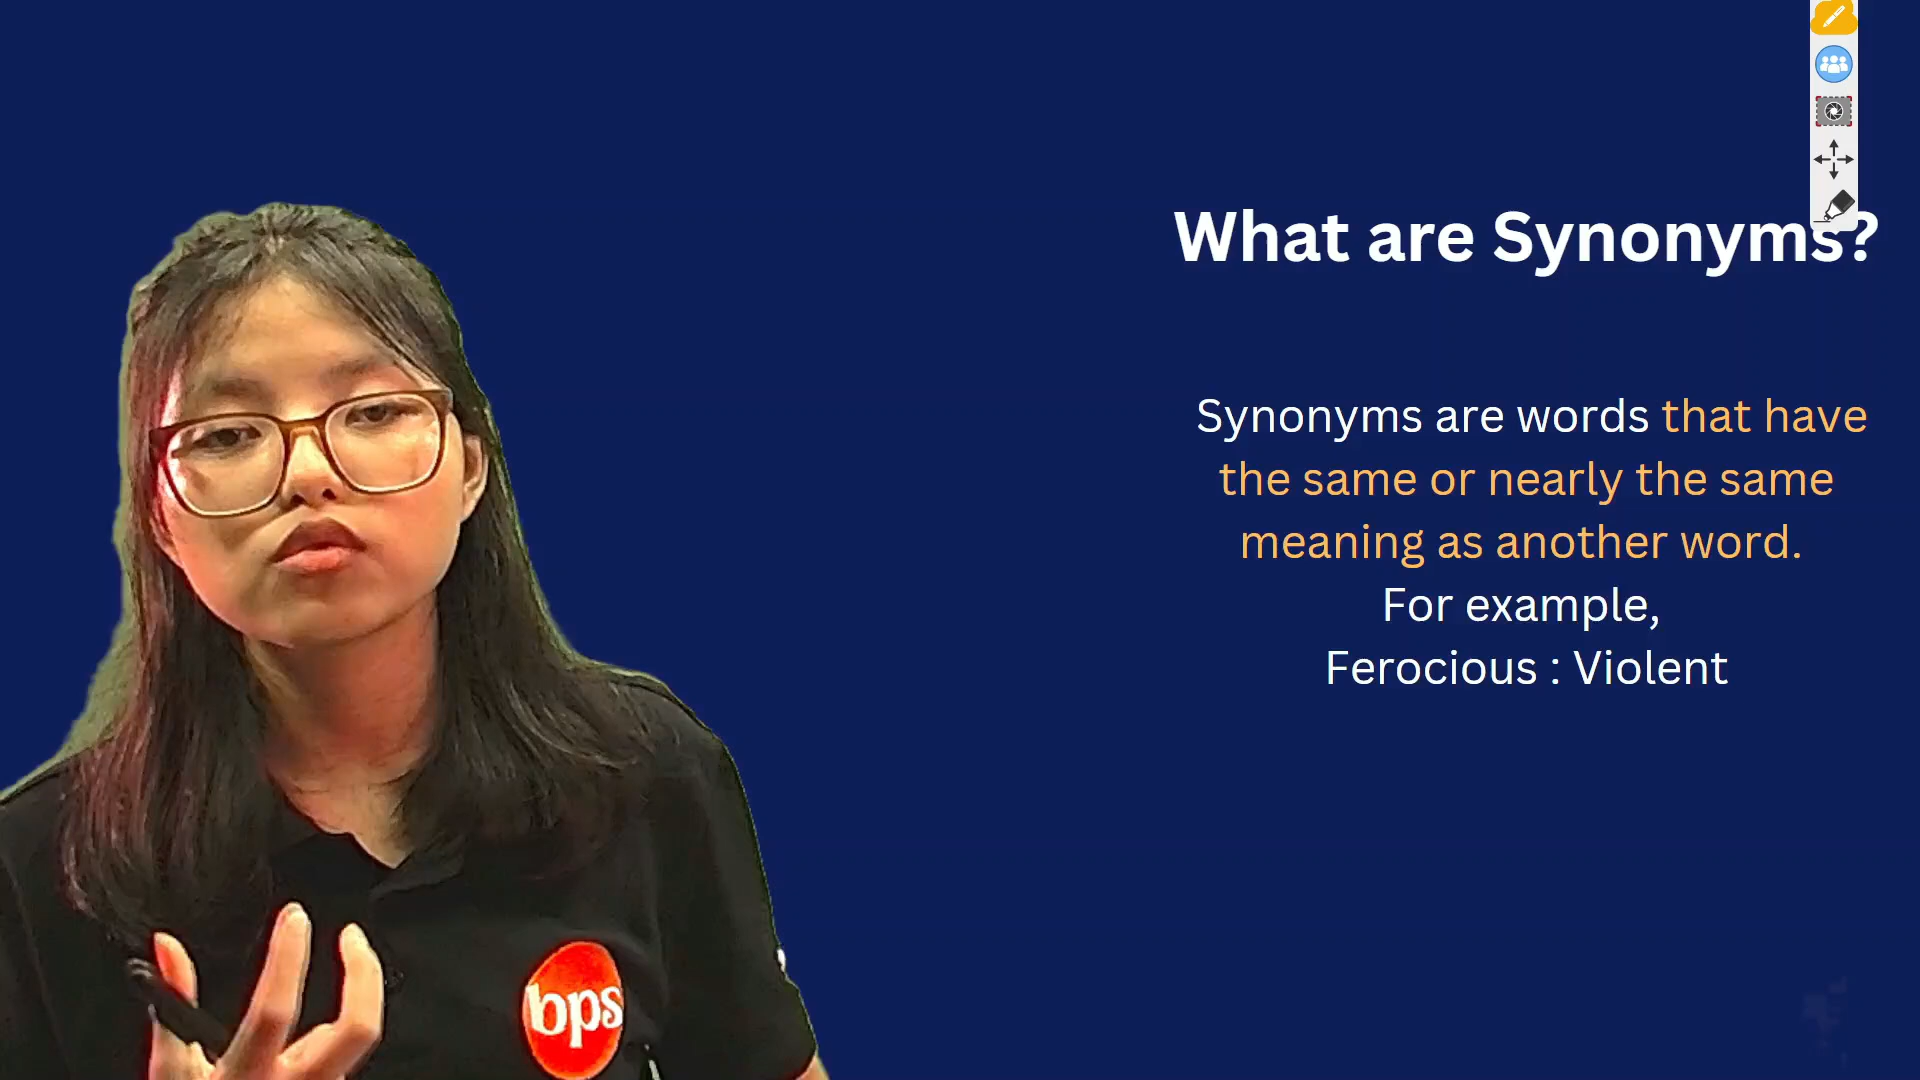 What are Synonyms?
Synonyms are words that have
the same or nearly the same
meaning as another word.
For example,
Ferocious : Violent
bps